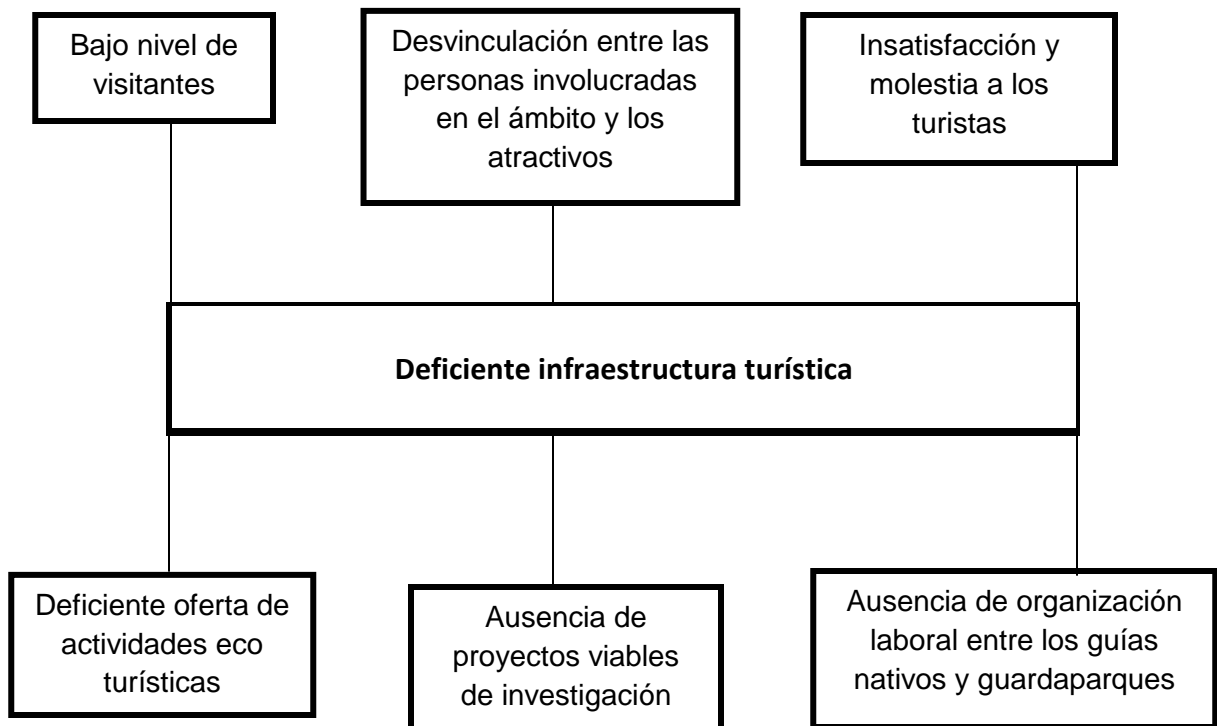 Bajo nivel de
visitantes
Desvinculación entre las
personas involucradas
en el ámbito y los
atractivos
Insatisfacción y
molestia a los
turistas
Deficiente infraestructura turística
Deficiente oferta de
actividades eco
turísticas
Ausencia de
proyectos viables
de investigación
Ausencia de organización
laboral entre los guías
nativos y guardaparques